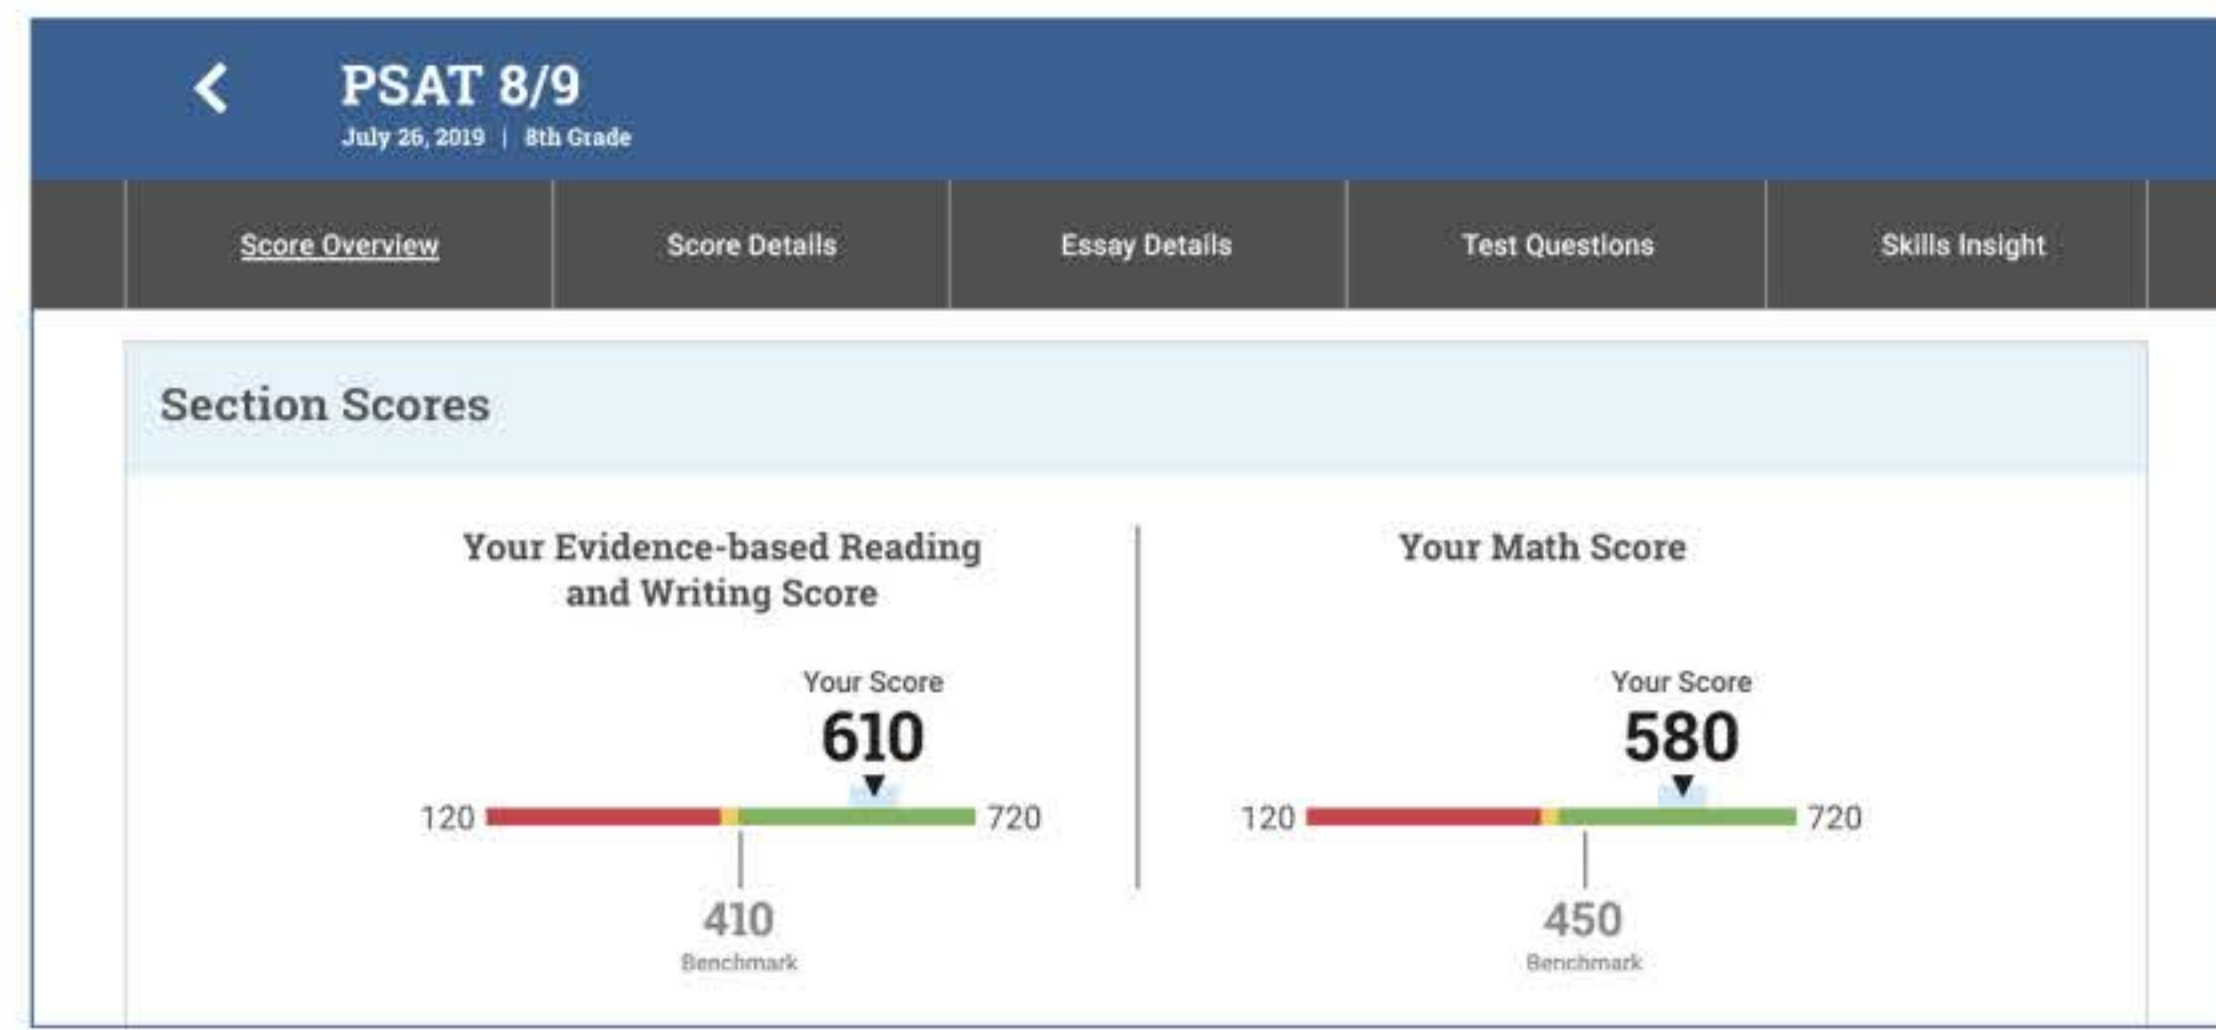 PSAT 8/9
July 26, 2019 | 8th Grade
Score Overview
Score Details
Essay Details
Test Questions
Skills Insight
Section Scores
Your Evidence-based Reading
and Writing Score
Your Score
610
120
720
410
Benchmark
Your Math Score
Your Score
580
120
720
450
Benchmark